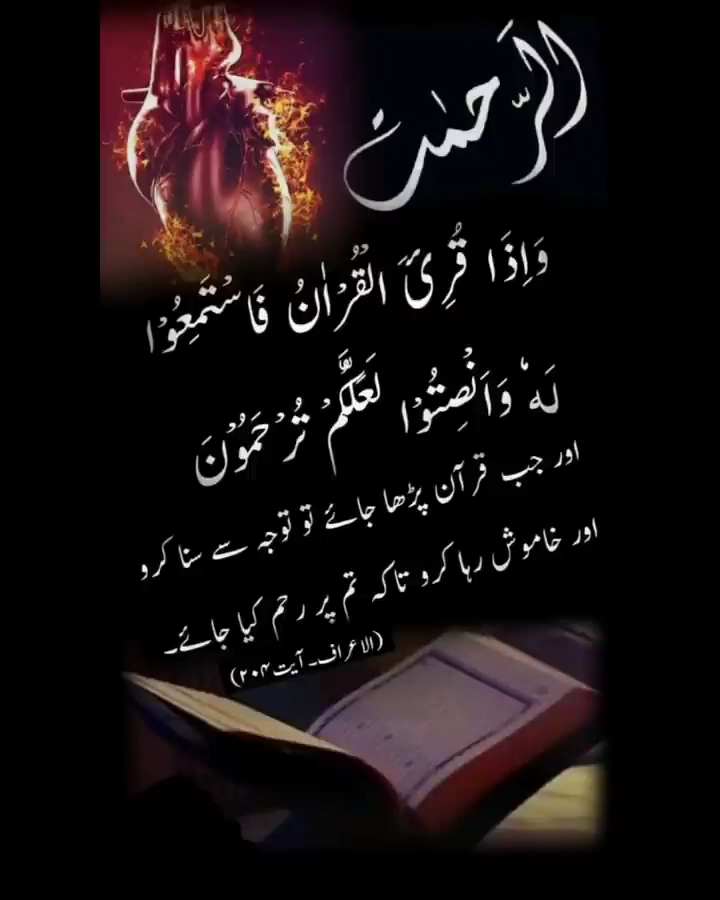 الرحمٰن
وَاِذَا قُرِئَ الْقُرْاٰنُ فَاسْتَمِعُوْا
لَهٗ وَاَنْصِتُوْا لَعَلَّكُمْ تُرْحَمُوْنَ
اور جب قرآن پڑھا جائے تو توجہ سے سنا کرو
اور خاموش رہا کرو تاکہ تم پر رحم کیا جائے۔
(الاعراف۔ آیت ۲۰۴)